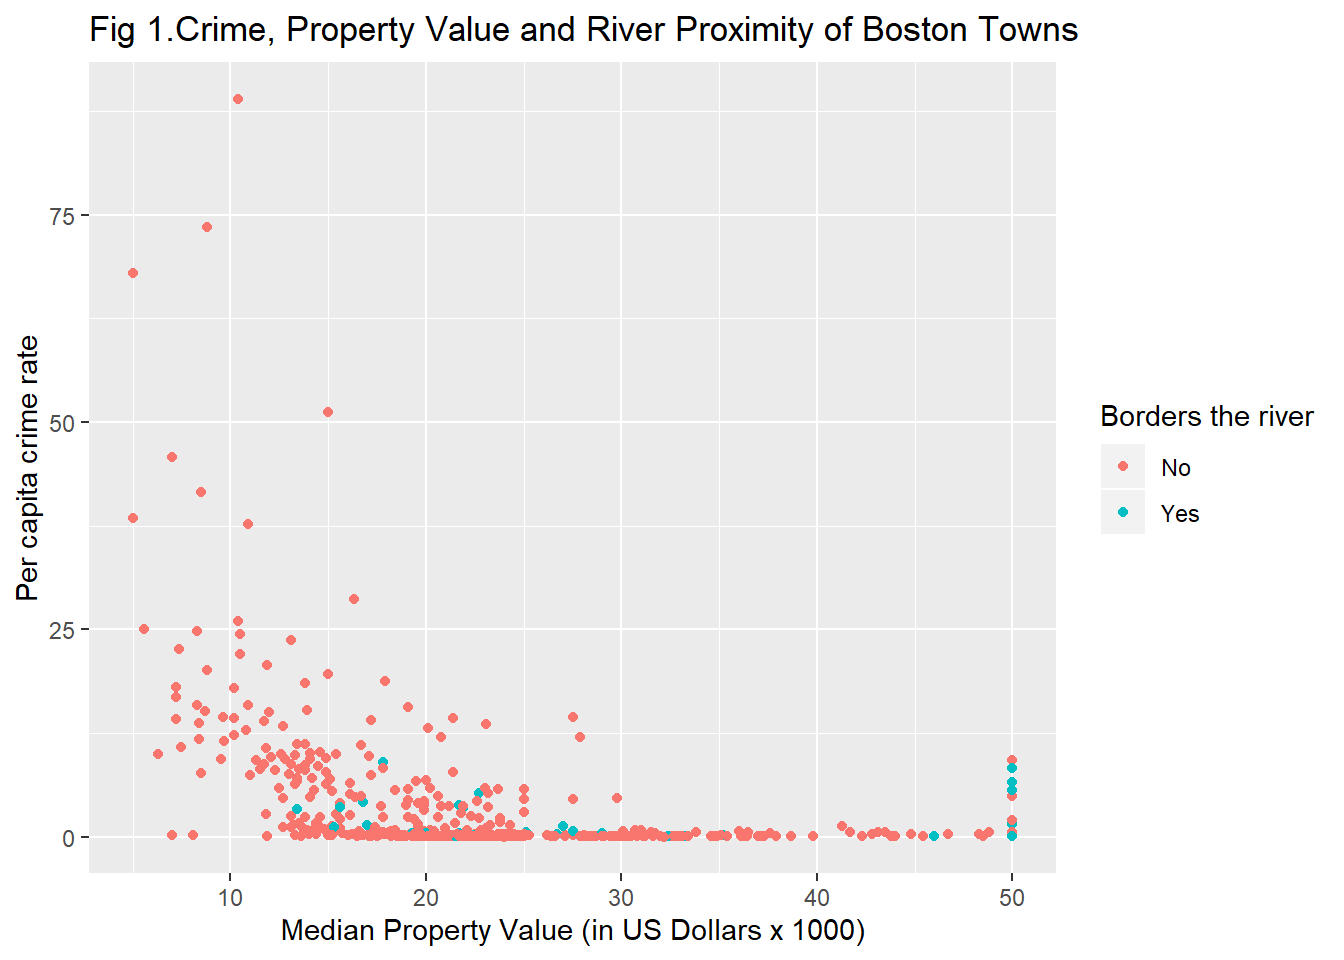 Fig 1.Crime, Property Value and River Proximity of Boston Towns
Per capita crime rate
75
50
25
0
10 20 30 40 50
Median Property Value (in US Dollars x 1000)
Borders the river
No
Yes